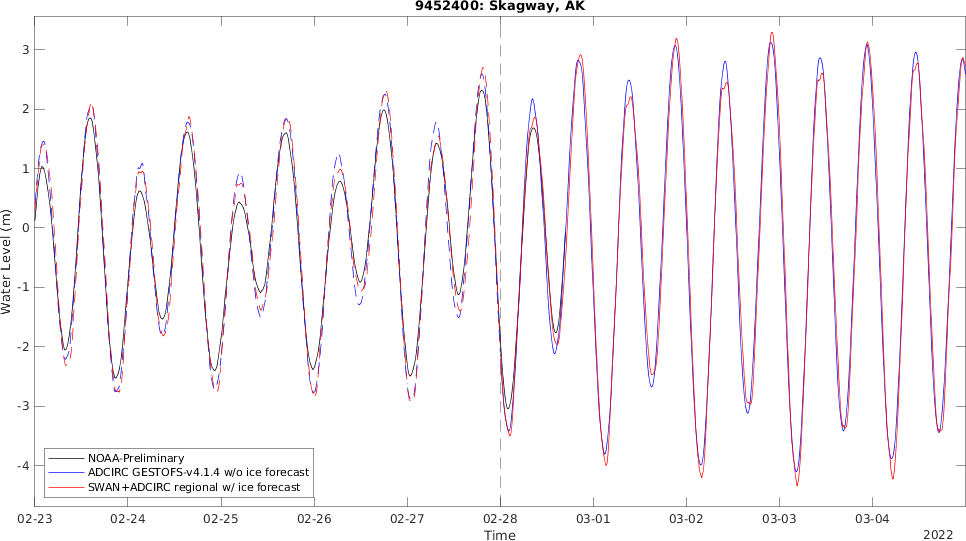 9452400: Skagway, AK
Water Level (m)
3
2
1
0
-1
-2
-3
-4
NOAA-Preliminary
ADCIRC GESTOFS-v4.1.4 w/o ice forecast
SWAN+ADCIRC regional w/ ice forecast
02-23 02-24 02-25 02-26 02-27 02-28 03-01 03-02 03-03 03-04
Time
2022